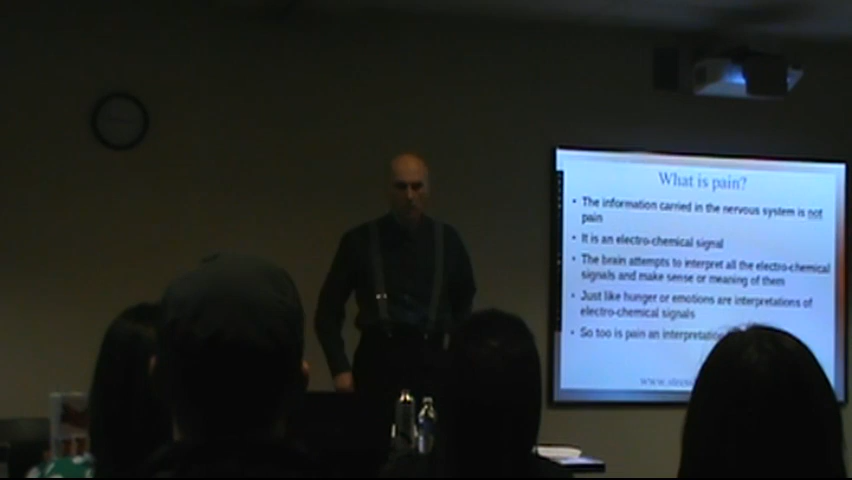 What is pain?
• The information carried in the nervous system is not
pain
• It is an electro-chemical signal
• The brain attempts to interpret all the electro-chemical
signals and make sense or meaning of them
• Just like hunger or emotions are interpretations of
electro-chemical signals
• So too is pain an interpretation